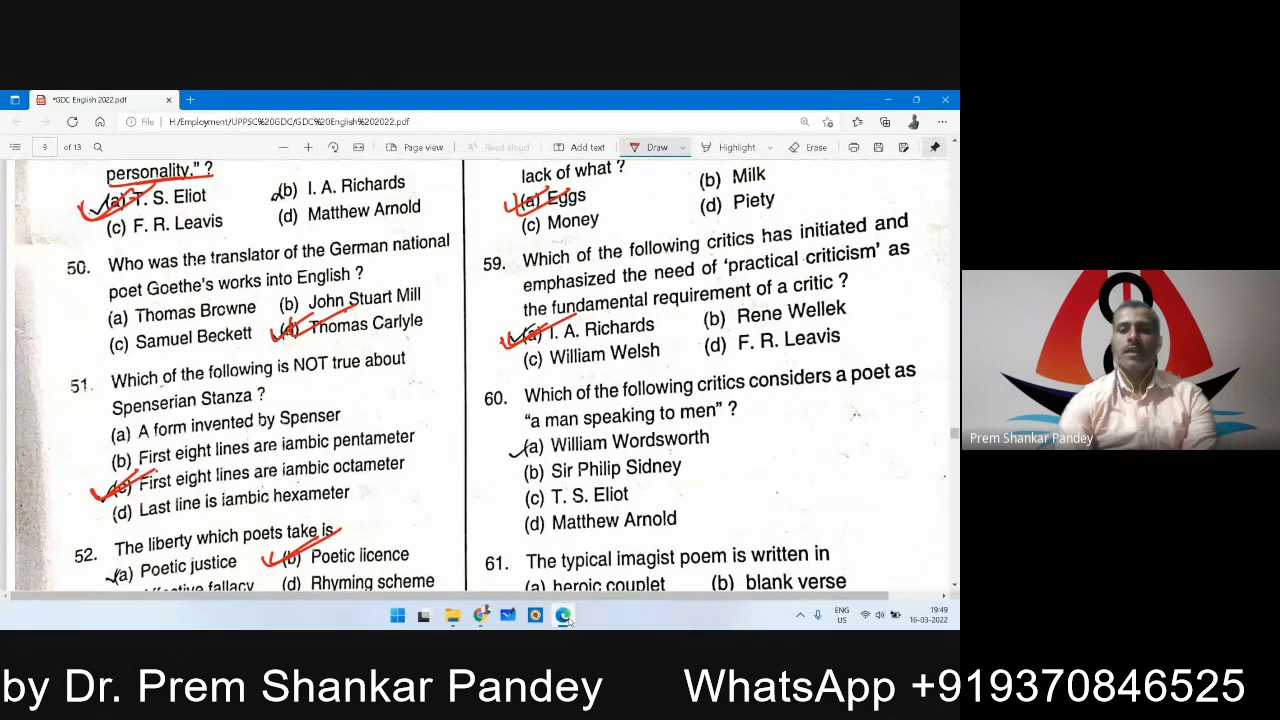 *GDC English 2022.pdf
File H:/Employment/UPPSC%20GDC/GDC%20English%202022.pdf
9 of 13
Page view
Read aloud
Add text
Draw
Highlight
Erase
personality." ?
(a) T. S. Eliot (b) I. A. Richards
(c) F. R. Leavis (d) Matthew Arnold
50. Who was the translator of the German national
poet Goethe's works into English ?
(a) Thomas Browne (b) John Stuart Mill
(c) Samuel Beckett (d) Thomas Carlyle
51. Which of the following is NOT true about
Spenserian Stanza ?
(a) A form invented by Spenser
(b) First eight lines are iambic pentameter
(c) First eight lines are iambic octameter
(d) Last line is iambic hexameter
52. The liberty which poets take is
(a) Poetic justice (b) Poetic licence
fallacy (d) Rhyming scheme
lack of what ?
(a) Eggs (b) Milk
(c) Money (d) Piety
59. Which of the following critics has initiated and
emphasized the need of 'practical criticism' as
the fundamental requirement of a critic ?
(a) I. A. Richards (b) Rene Wellek
(c) William Welsh (d) F. R. Leavis
60. Which of the following critics considers a poet as
"a man speaking to men" ?
(a) William Wordsworth
(b) Sir Philip Sidney
(c) T. S. Eliot
(d) Matthew Arnold
61. The typical imagist poem is written in
(a) heroic couplet (b) blank verse
ENG
US
19:49
16-03-2022
Prem Shankar Pandey
by Dr. Prem Shankar Pandey WhatsApp +919370846525